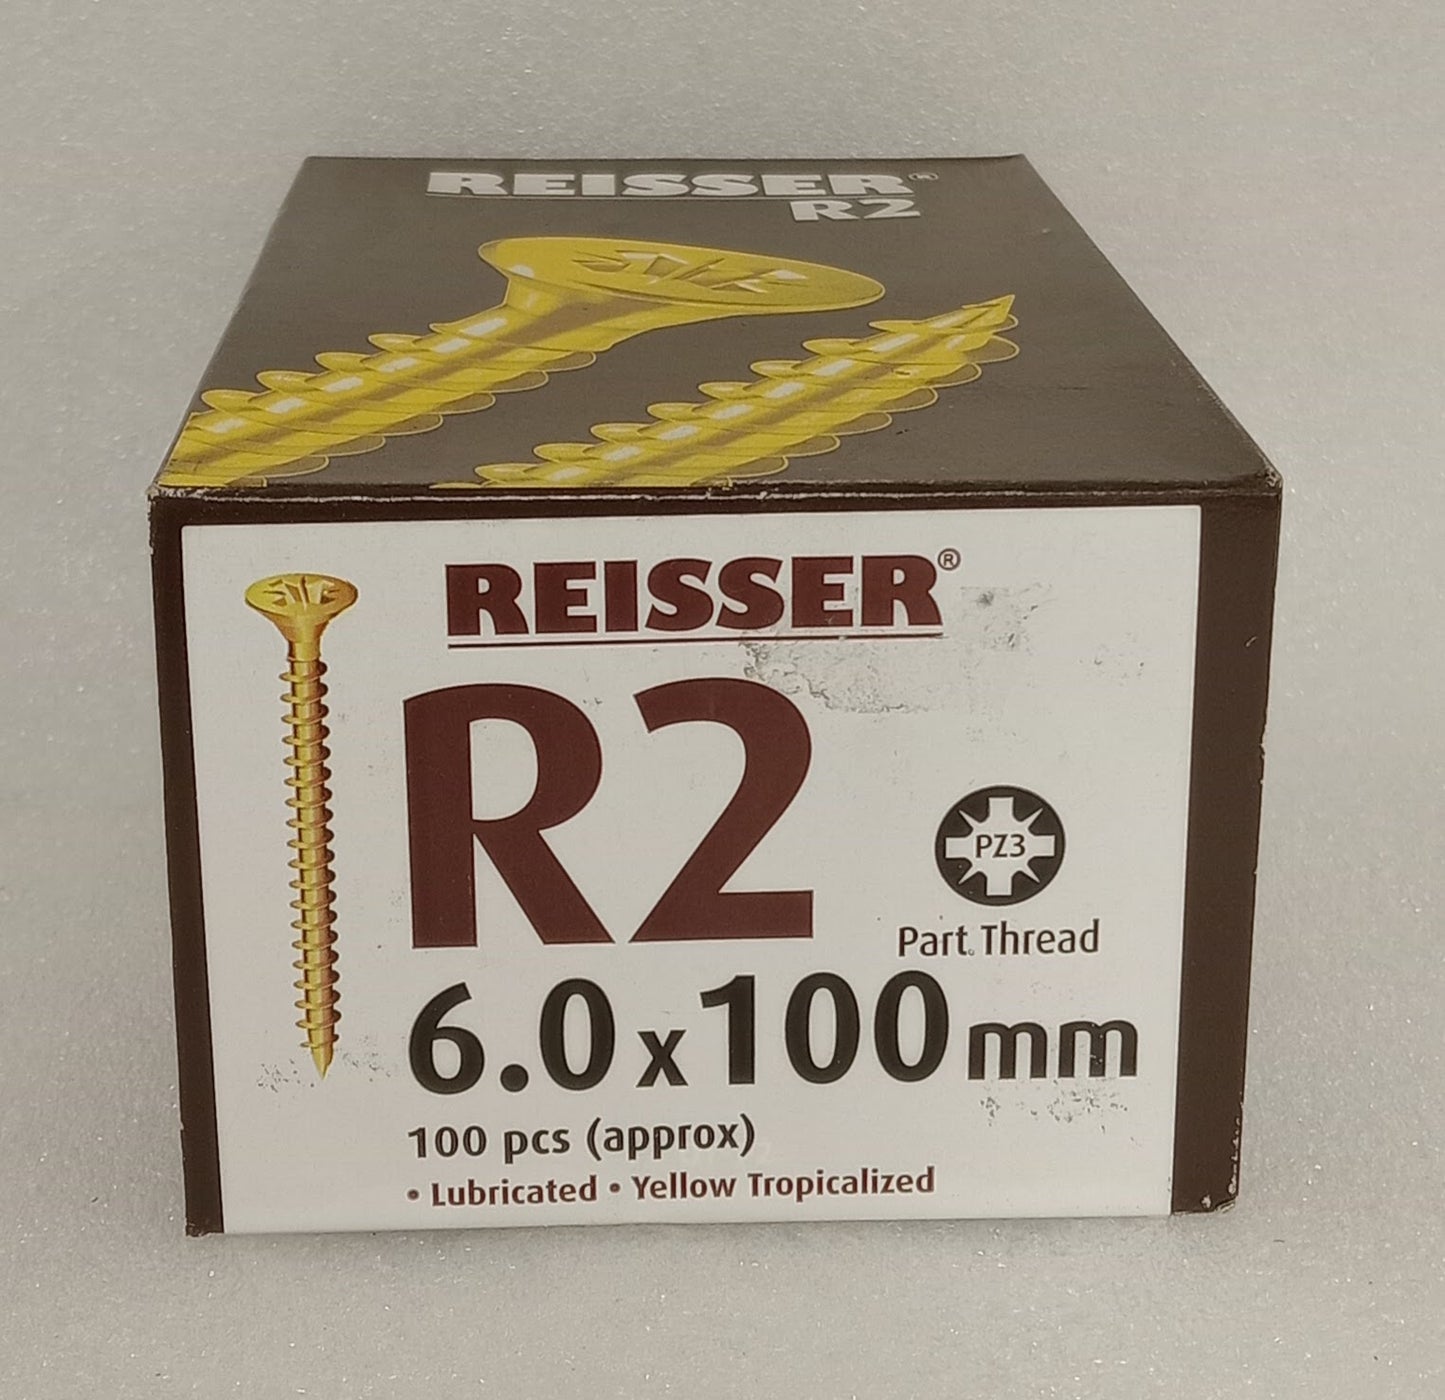 REISSER®
R2
REISSER®
R2
PZ3
Part Thread
6.0 x 100 mm
100 pcs (approx)
• Lubricated • Yellow Tropicalized